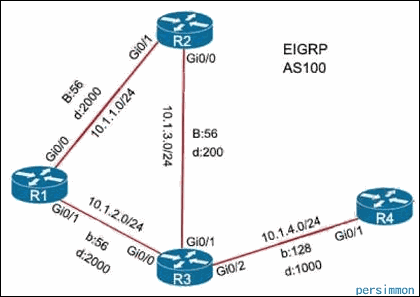 R2
EIGRP
AS100
Gi0/1
Gi0/0
B:56
d:2000
10.1.1.0/24
10.1.3.0/24
B:56
d:200
Gi0/0
R1
Gi0/1
10.1.2.0/24
b:56
d:2000
Gi0/0
Gi0/1
R3
Gi0/2
10.1.4.0/24
b:128
d:1000
Gi0/1
R4
persimmon